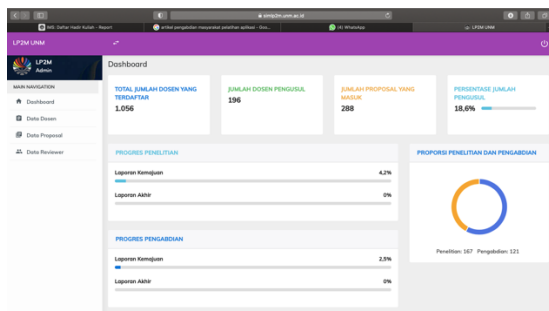 simlp2m.unm.ac.id
IMS: Daftar Hadir Kuliah - Report
artikel pengabdian masyarakat pelatihan aplikasi - Goo...
(4) WhatsApp
LP2M UNM
LP2M UNM
LP2M
Admin
MAIN NAVIGATION
Dashboard
Data Dosen
Data Proposal
Data Reviewer
Dashboard
TOTAL JUMLAH DOSEN YANG
TERDAFTAR
1.056
JUMLAH DOSEN PENGUSUL
196
JUMLAH PROPOSAL YANG
MASUK
288
PERSENTASE JUMLAH
PENGUSUL
18,6%
PROGRES PENELITIAN
Laporan Kemajuan 4,2%
Laporan Akhir 0%
PROPORSI PENELITIAN DAN PENGABDIAN
Penelitian: 167 Pengabdian: 121
PROGRES PENGABDIAN
Laporan Kemajuan 2,5%
Laporan Akhir 0%